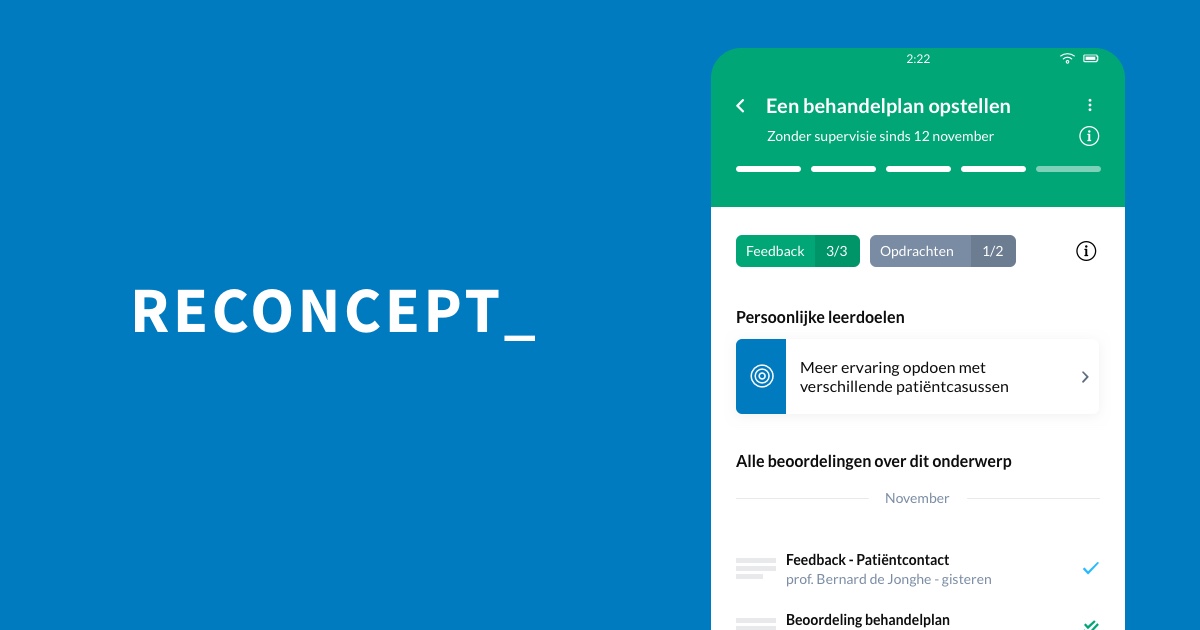 RECONCEPT_
2:22
Een behandelplan opstellen
Zonder supervisie sinds 12 november
Feedback 3/3 Opdrachten 1/2
Persoonlijke leerdoelen
Meer ervaring opdoen met
verschillende patiëntcasussen
Alle beoordelingen over dit onderwerp
November
Feedback - Patiëntcontact
prof. Bernard de Jonghe - gisteren
Beoordeling behandelplan